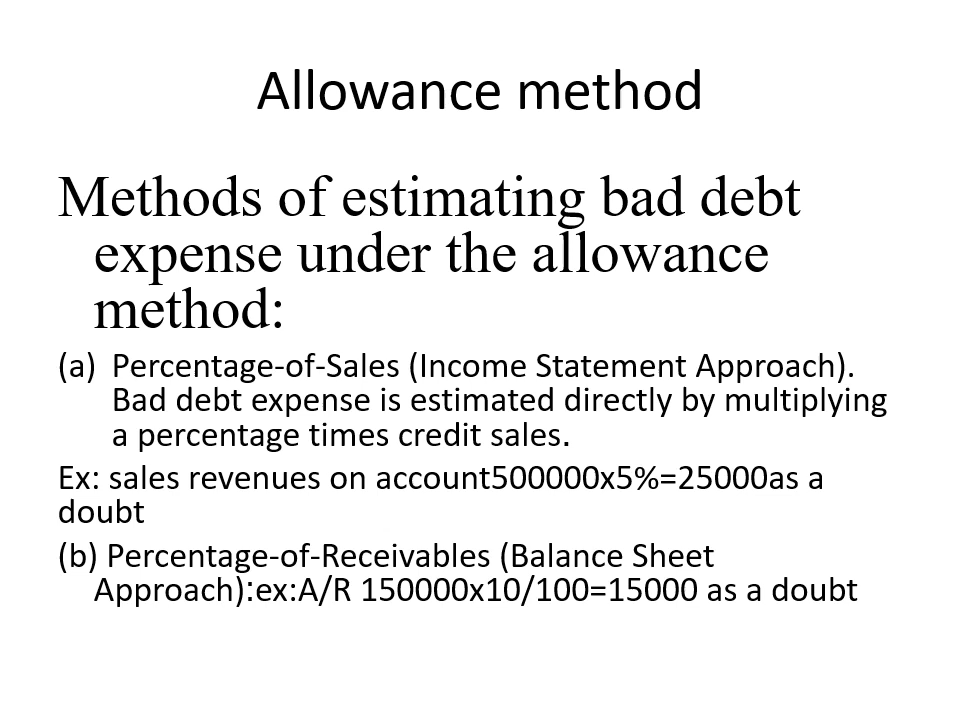 Allowance method
Methods of estimating bad debt
expense under the allowance
method:
(a) Percentage-of-Sales (Income Statement Approach).
Bad debt expense is estimated directly by multiplying
a percentage times credit sales.
Ex: sales revenues on account500000x5%=25000as a
doubt
(b) Percentage-of-Receivables (Balance Sheet
Approach):ex:A/R 150000x10/100=15000 as a doubt